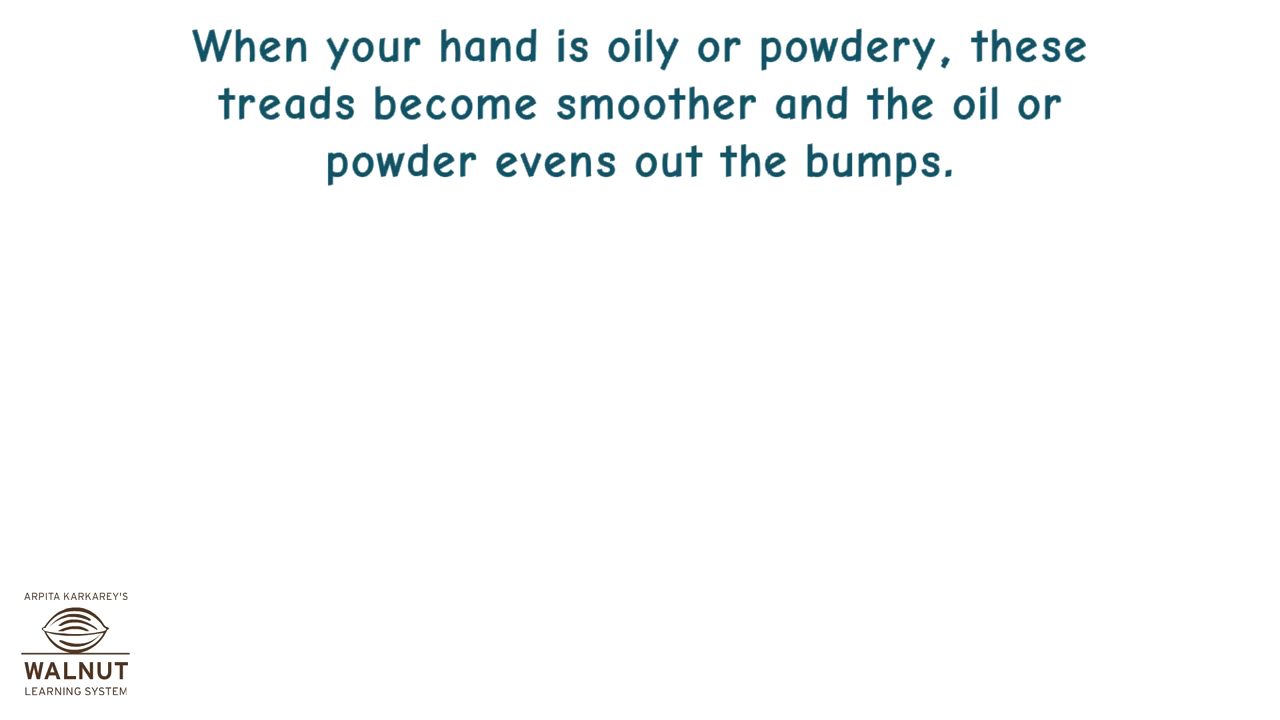 When your hand is oily or powdery, these
treads become smoother and the oil or
powder evens out the bumps.
ARPITA KARKAREY'S
WALNUT
LEARNING SYSTEM